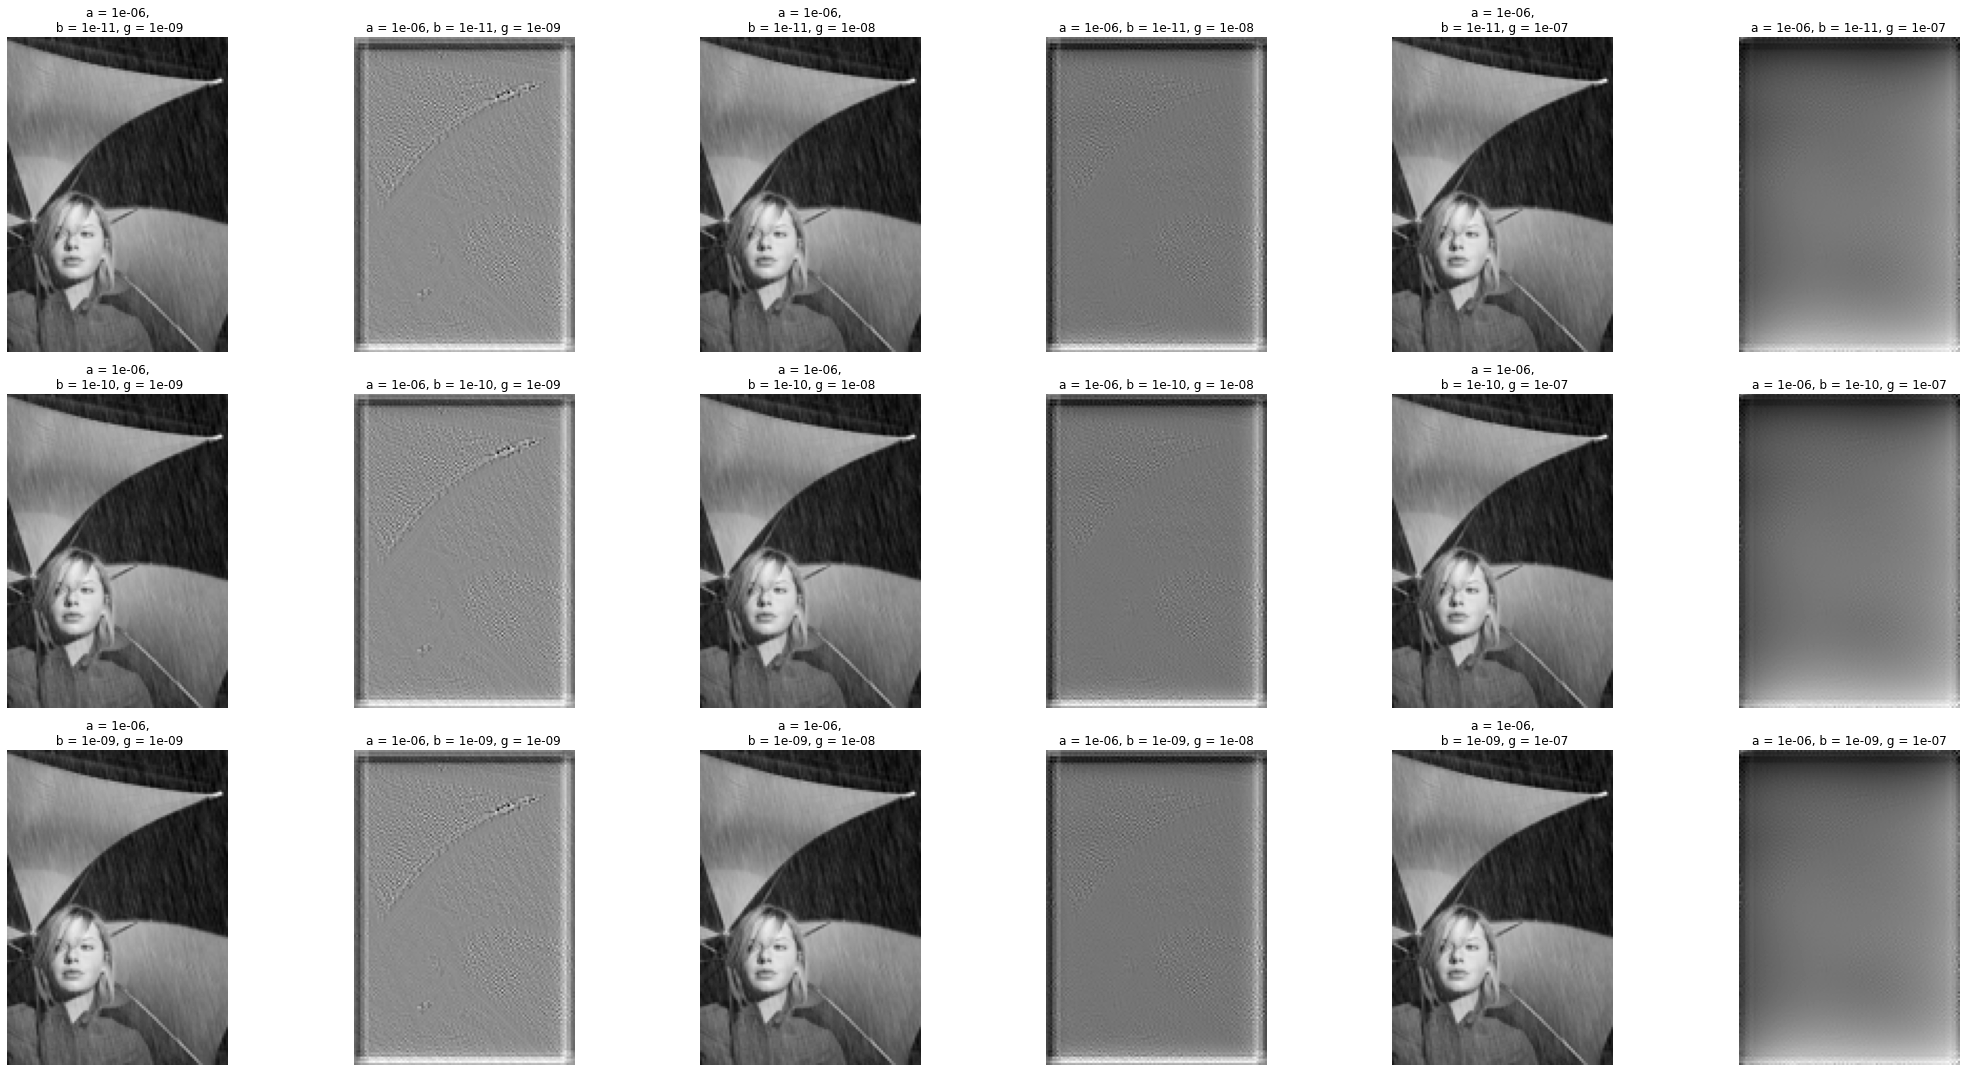 a = 1e-06,
b = 1e-11, g = 1e-09
a = 1e-06, b = 1e-11, g = 1e-09
a = 1e-06,
b = 1e-11, g = 1e-08
a = 1e-06, b = 1e-11, g = 1e-08
a = 1e-06,
b = 1e-11, g = 1e-07
a = 1e-06, b = 1e-11, g = 1e-07
a = 1e-06,
b = 1e-10, g = 1e-09
a = 1e-06, b = 1e-10, g = 1e-09
a = 1e-06,
b = 1e-10, g = 1e-08
a = 1e-06, b = 1e-10, g = 1e-08
a = 1e-06,
b = 1e-10, g = 1e-07
a = 1e-06, b = 1e-10, g = 1e-07
a = 1e-06,
b = 1e-09, g = 1e-09
a = 1e-06, b = 1e-09, g = 1e-09
a = 1e-06,
b = 1e-09, g = 1e-08
a = 1e-06, b = 1e-09, g = 1e-08
a = 1e-06,
b = 1e-09, g = 1e-07
a = 1e-06, b = 1e-09, g = 1e-07